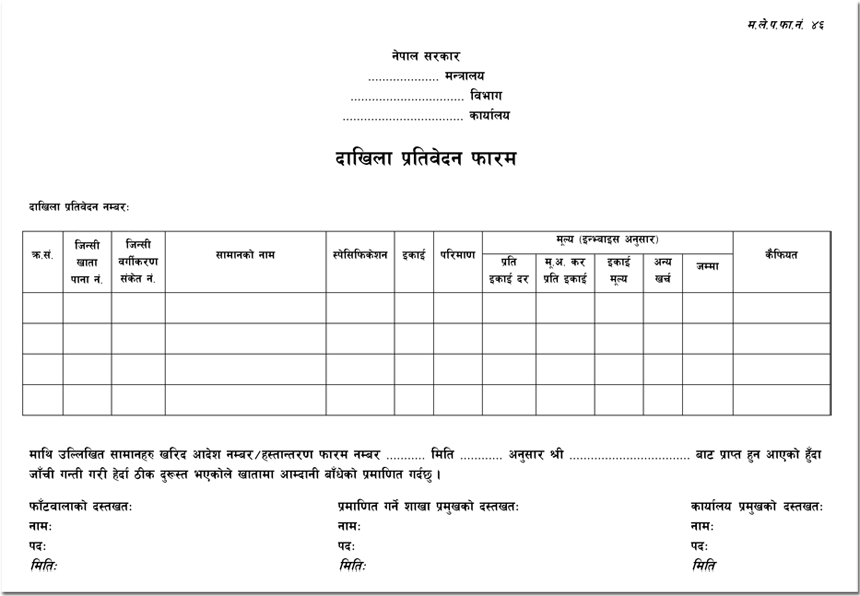 म.ले.प.फा.नं. ४६
नेपाल सरकार
.................... मन्त्रालय
................................ विभाग
.................................. कार्यालय
दाखिला प्रतिवेदन फारम
दाखिला प्रतिवेदन नम्बरः
क्र.सं.
जिन्सी
खाता
पाना नं.
जिन्सी
वर्गीकरण
संकेत नं.
सामानको नाम
स्पेसिफिकेशन
इकाई
परिमाण
मूल्य (इन्भ्वाइस अनुसार)
प्रति
इकाई दर
मू.अ. कर
प्रति इकाई
इकाई
मूल्य
अन्य
खर्च
जम्मा
कैफियत
माथि उल्लिखित सामानहरु खरिद आदेश नम्बर/हस्तान्तरण फारम नम्बर ........... मिति ............ अनुसार श्री .................................. बाट प्राप्त हुन आएको हुँदा
जाँची गन्ती गरी हेर्दा ठीक दुरूस्त भएकोले खातामा आम्दानी बाँधेको प्रमाणित गर्दछु ।
फाँटवालाको दस्तखतः
नामः
पदः
मितिः
प्रमाणित गर्ने शाखा प्रमुखको दस्तखतः
नामः
पदः
मितिः
कार्यालय प्रमुखको दस्तखतः
नामः
पदः
मिति